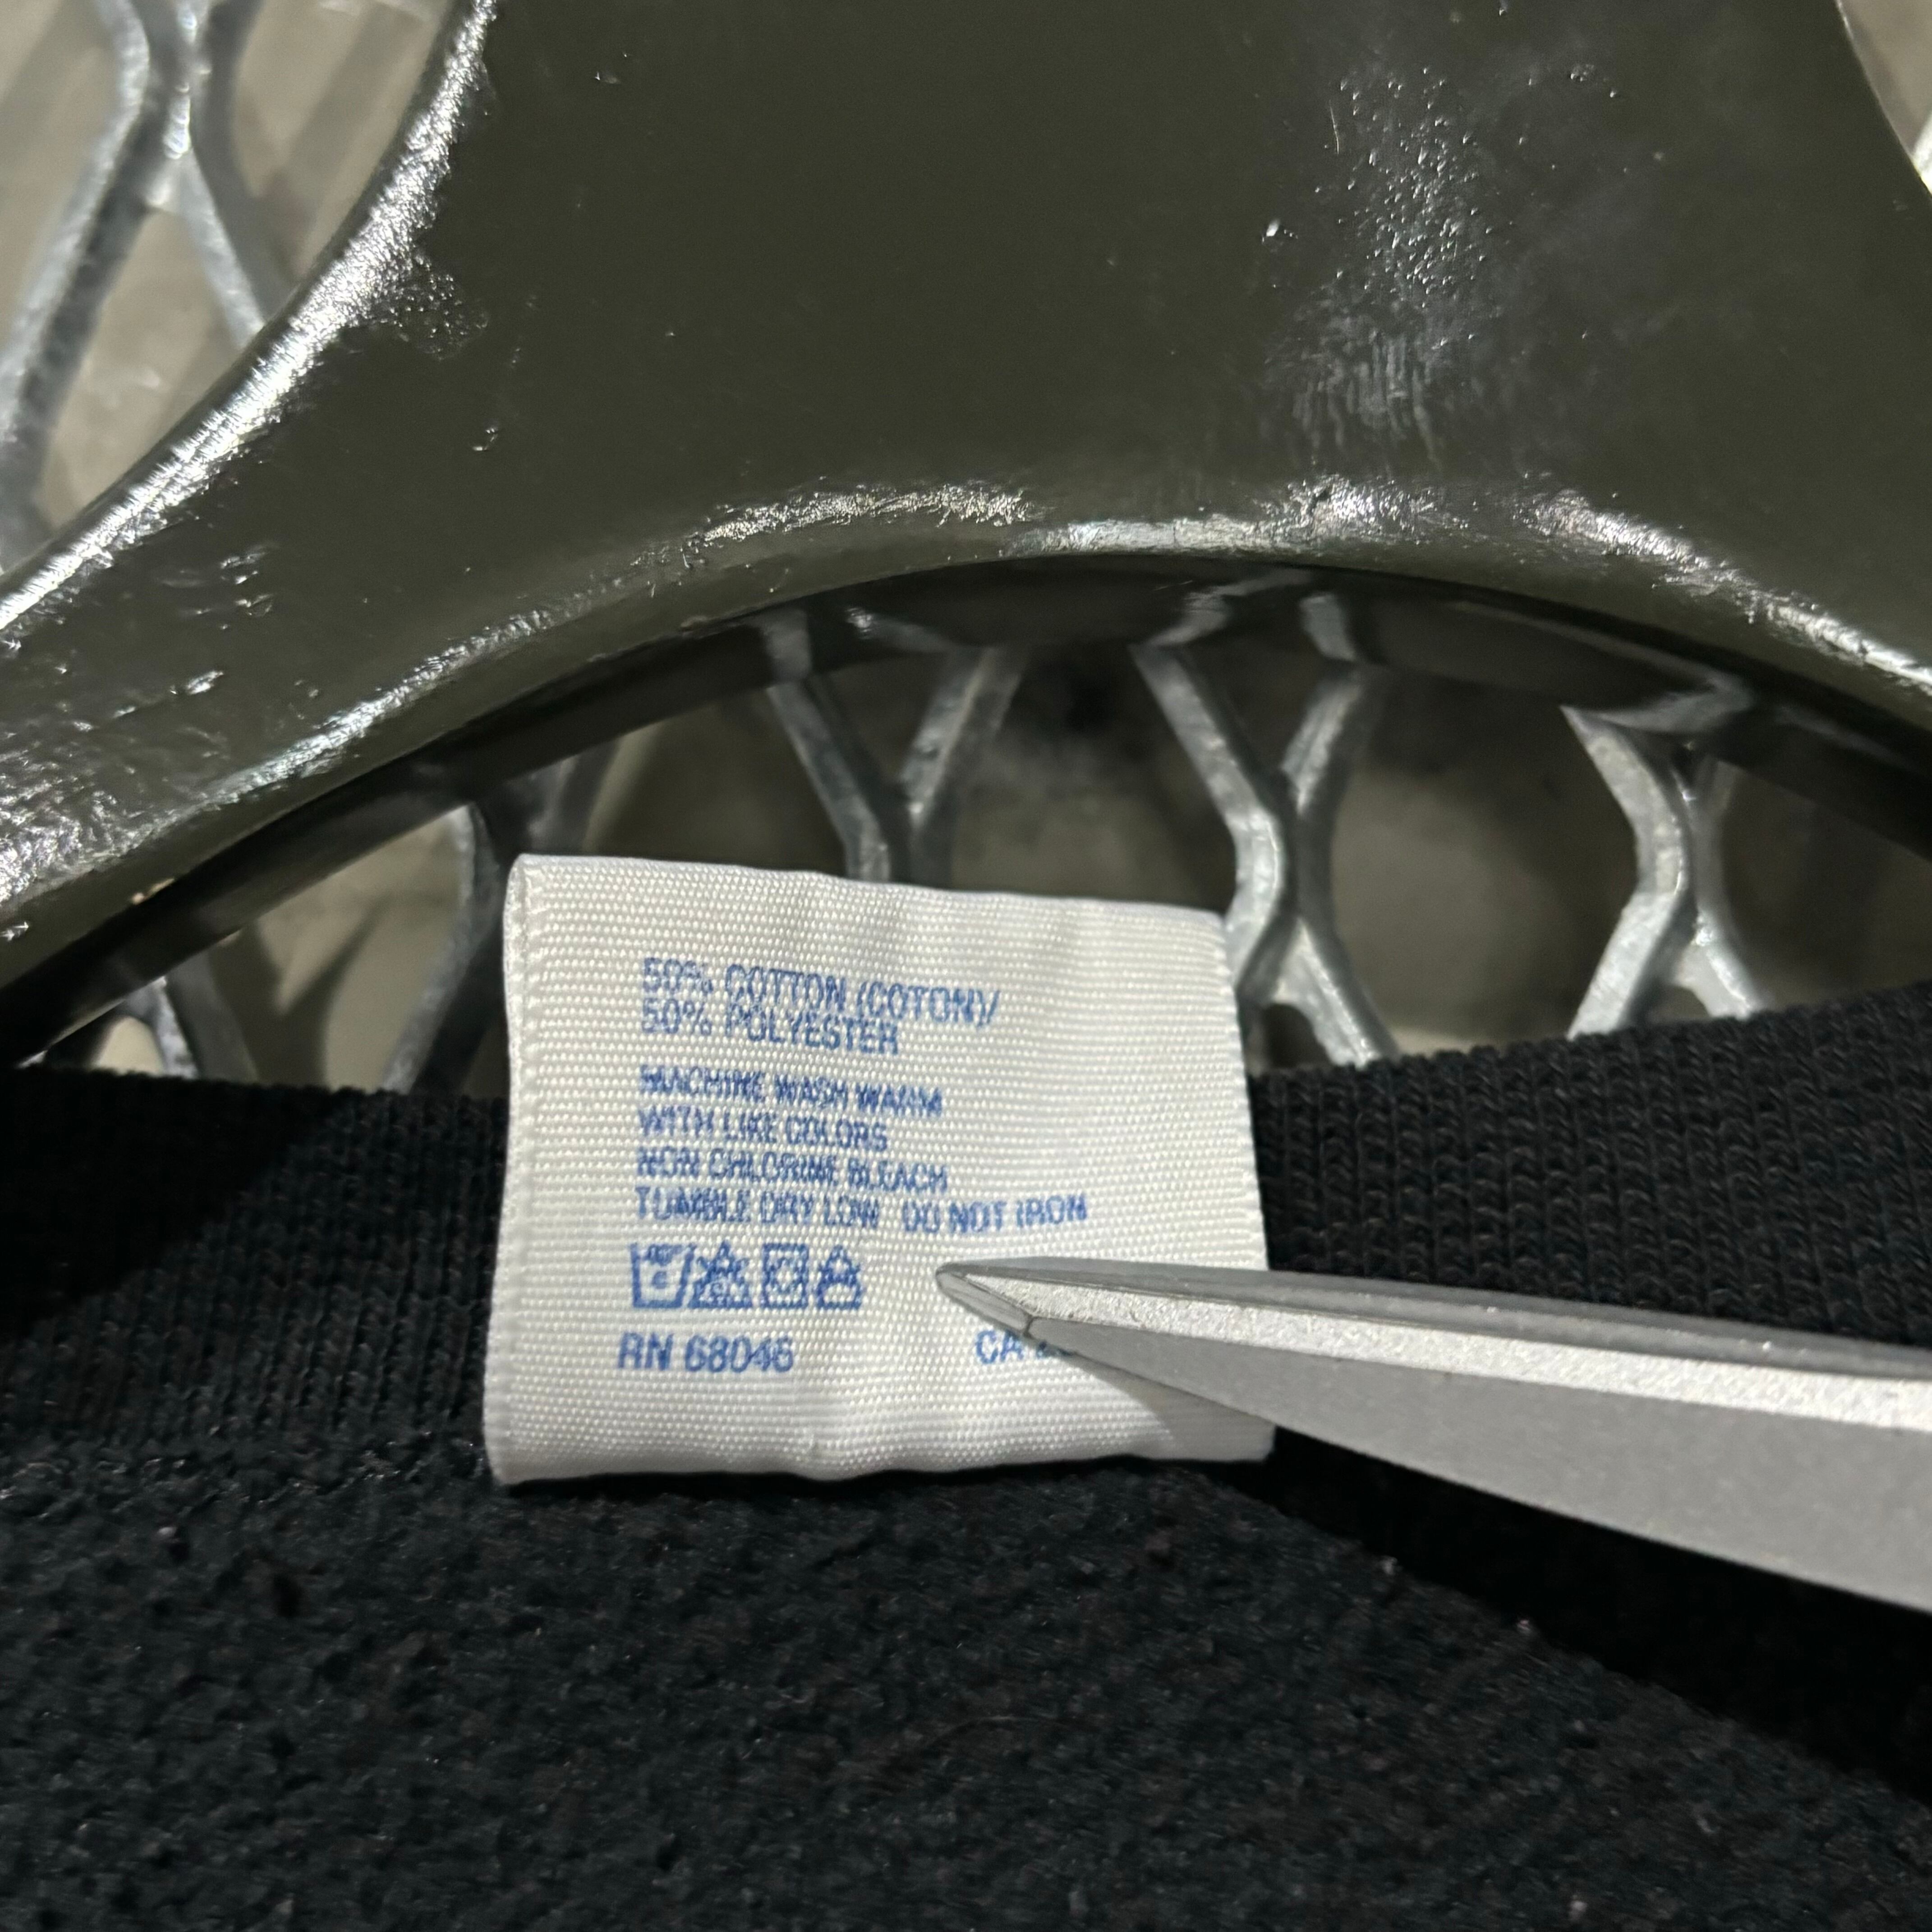 50% COTTON (COTON)/
50% POLYESTER
MACHINE WASH WARM
WITH LIKE COLORS
NON CHLORINE BLEACH
TUMBLE DRY LOW DO NOT IRON
RN 68046 CA